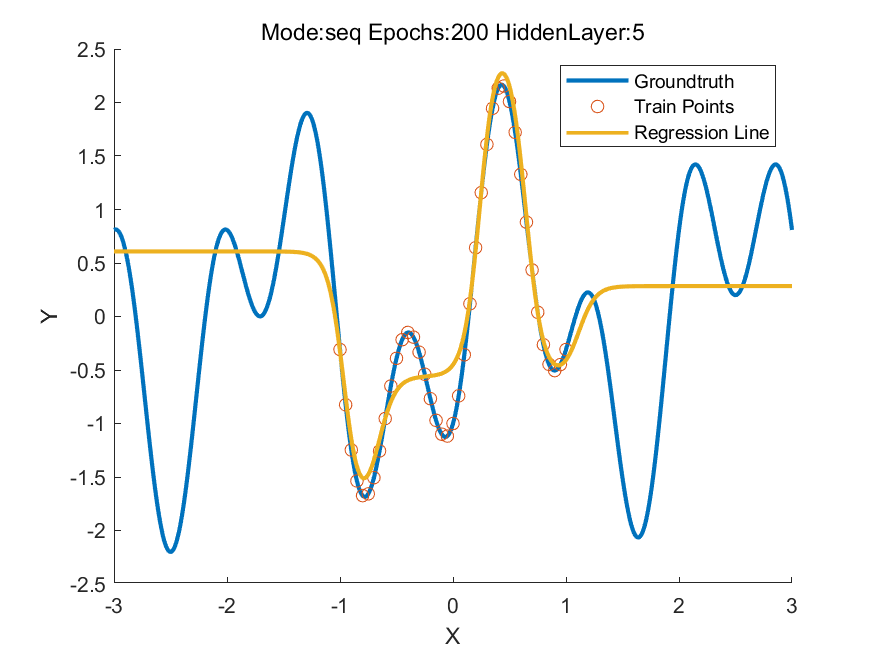 Mode:seq Epochs:200 HiddenLayer:5
2.5
2
1.5
1
0.5
0
-0.5
-1
-1.5
-2
-2.5
Y
Groundtruth
Train Points
Regression Line
-3 -2 -1 0 1 2 3
X